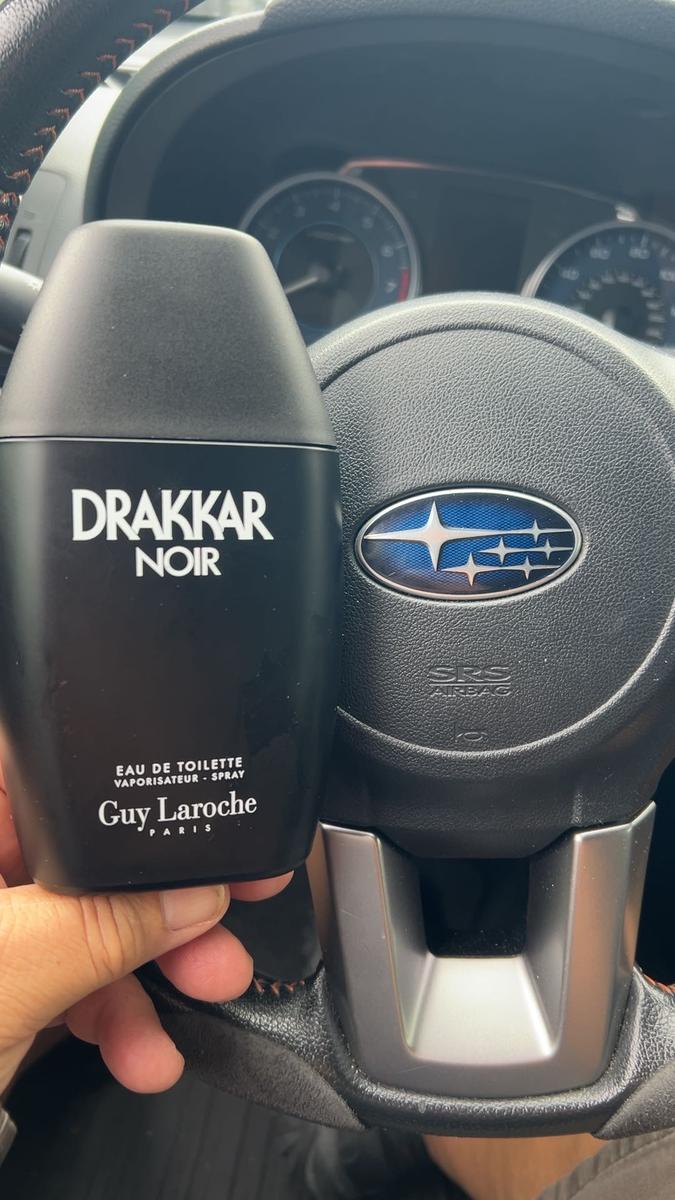 DRAKKAR
NOIR
EAU DE TOILETTE
VAPORISATEUR - SPRAY
Guy Laroche
PARIS
SRS
AIRBAG